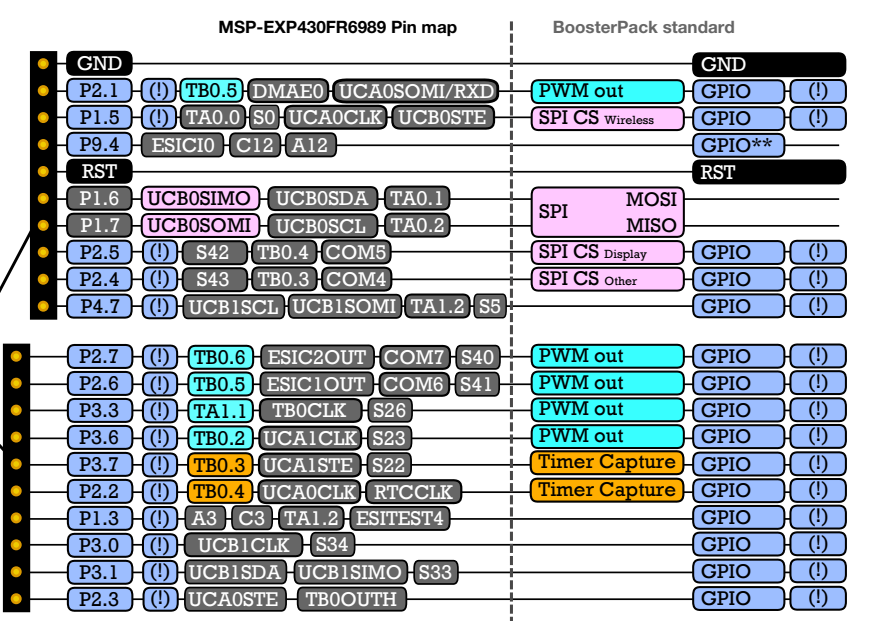 MSP-EXP430FR6989 Pin map BoosterPack standard
GND GND
P2.1 (!) TB0.5 DMAE0 UCA0SOMI/RXD PWM out GPIO (!)
P1.5 (!) TA0.0 S0 UCA0CLK UCB0STE SPI CS Wireless GPIO (!)
P9.4 ESICI0 C12 A12 GPIO**
RST RST
P1.6 UCB0SIMO UCB0SDA TA0.1 SPI MOSI
P1.7 UCB0SOMI UCB0SCL TA0.2 MISO
P2.5 (!) S42 TB0.4 COM5 SPI CS Display GPIO (!)
P2.4 (!) S43 TB0.3 COM4 SPI CS Other GPIO (!)
P4.7 (!) UCB1SCL UCB1SOMI TA1.2 S5 GPIO (!)
P2.7 (!) TB0.6 ESIC2OUT COM7 S40 PWM out GPIO (!)
P2.6 (!) TB0.5 ESIC1OUT COM6 S41 PWM out GPIO (!)
P3.3 (!) TA1.1 TB0CLK S26 PWM out GPIO (!)
P3.6 (!) TB0.2 UCA1CLK S23 PWM out GPIO (!)
P3.7 (!) TB0.3 UCA1STE S22 Timer Capture GPIO (!)
P2.2 (!) TB0.4 UCA0CLK RTCCLK Timer Capture GPIO (!)
P1.3 (!) A3 C3 TA1.2 ESITEST4 GPIO (!)
P3.0 (!) UCB1CLK S34 GPIO (!)
P3.1 (!) UCB1SDA UCB1SIMO S33 GPIO (!)
P2.3 (!) UCA0STE TB0OUTH GPIO (!)